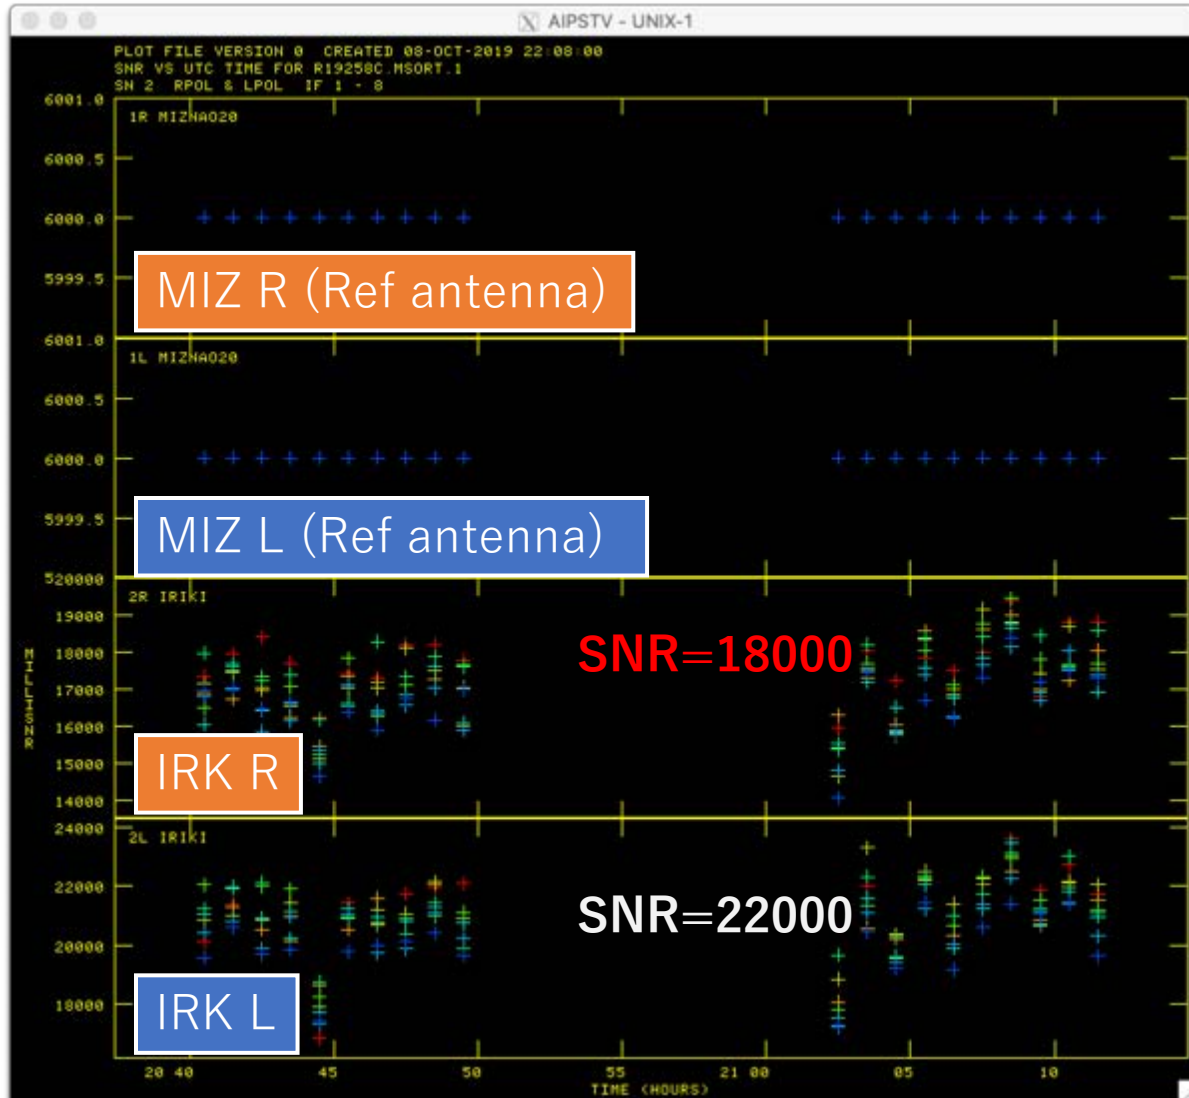 AIPSTV - UNIX-1
PLOT FILE VERSION 0 CREATED 08-OCT-2019 22:08:00
SNR VS UTC TIME FOR R19258C.MSORT.1
SN 2 RPOL & LPOL IF 1 - 8
6001.0
1R MIZNAO20
6000.5
6000.0
5999.5
MIZ R (Ref antenna)
6001.0
1L MIZNAO20
6000.5
6000.0
5999.5
MIZ L (Ref antenna)
520000
2R IRIKI
19000
18000
SNR=18000
17000
16000
15000
14000
IRK R
MILLISNR
24000
2L IRIKI
22000
SNR=22000
20000
18000
IRK L
20 40 45 50 55 21 00 05 10
TIME (HOURS)